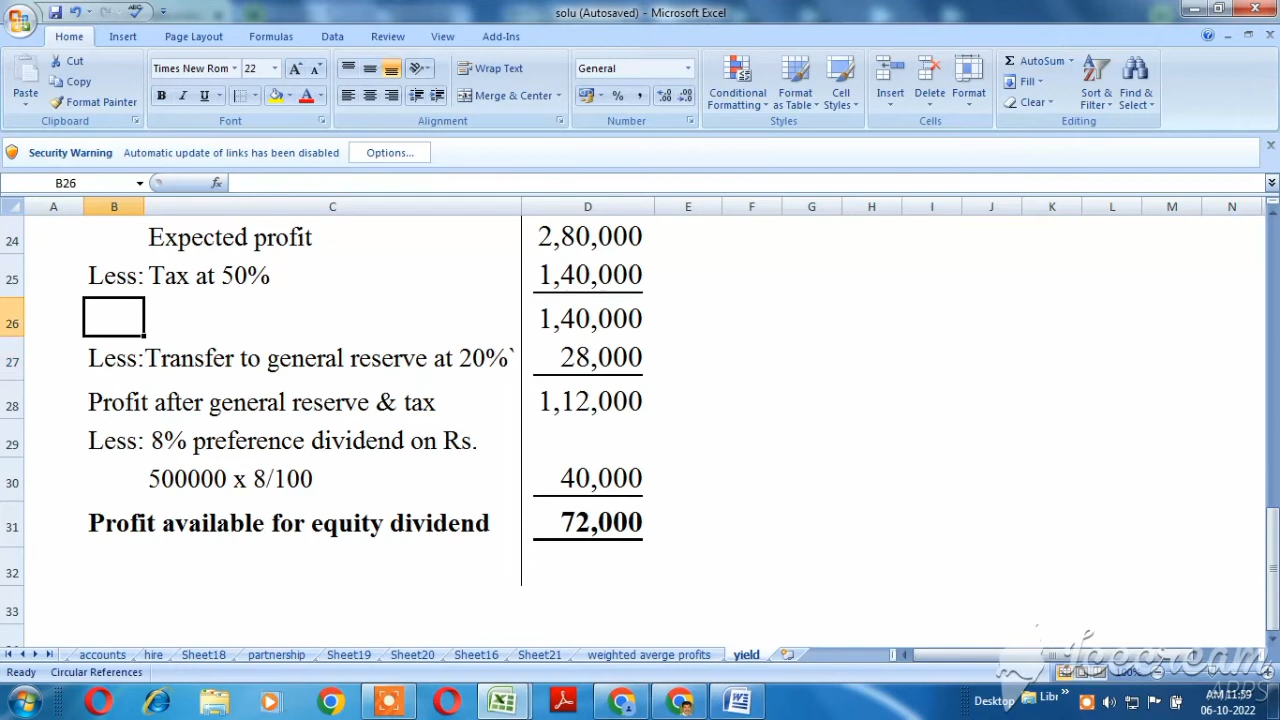 solu (Autosaved) - Microsoft Excel
Home Insert Page Layout Formulas Data Review View Add-Ins
Paste
Cut
Copy
Format Painter
Clipboard
Times New Rom 22
B I U
Font
Wrap Text
Merge & Center
Alignment
General
Number
Conditional Formatting
Format as Table
Cell Styles
Styles
Insert Delete Format
Cells
AutoSum
Fill
Clear
Sort & Filter
Find & Select
Editing
Security Warning Automatic update of links has been disabled Options...
B26 fx
A B C D E F G H I J K L M N
24 Expected profit 2,80,000
25 Less: Tax at 50% 1,40,000
26 1,40,000
27 Less:Transfer to general reserve at 20%` 28,000
28 Profit after general reserve & tax 1,12,000
29 Less: 8% preference dividend on Rs.
30 500000 x 8/100 40,000
31 Profit available for equity dividend 72,000
32
33
accounts hire Sheet18 partnership Sheet19 Sheet20 Sheet16 Sheet21 weighted averge profits yield
Ready Circular References 100%
Icecream
APPS
Desktop Libr » AM 11:59
06-10-2022